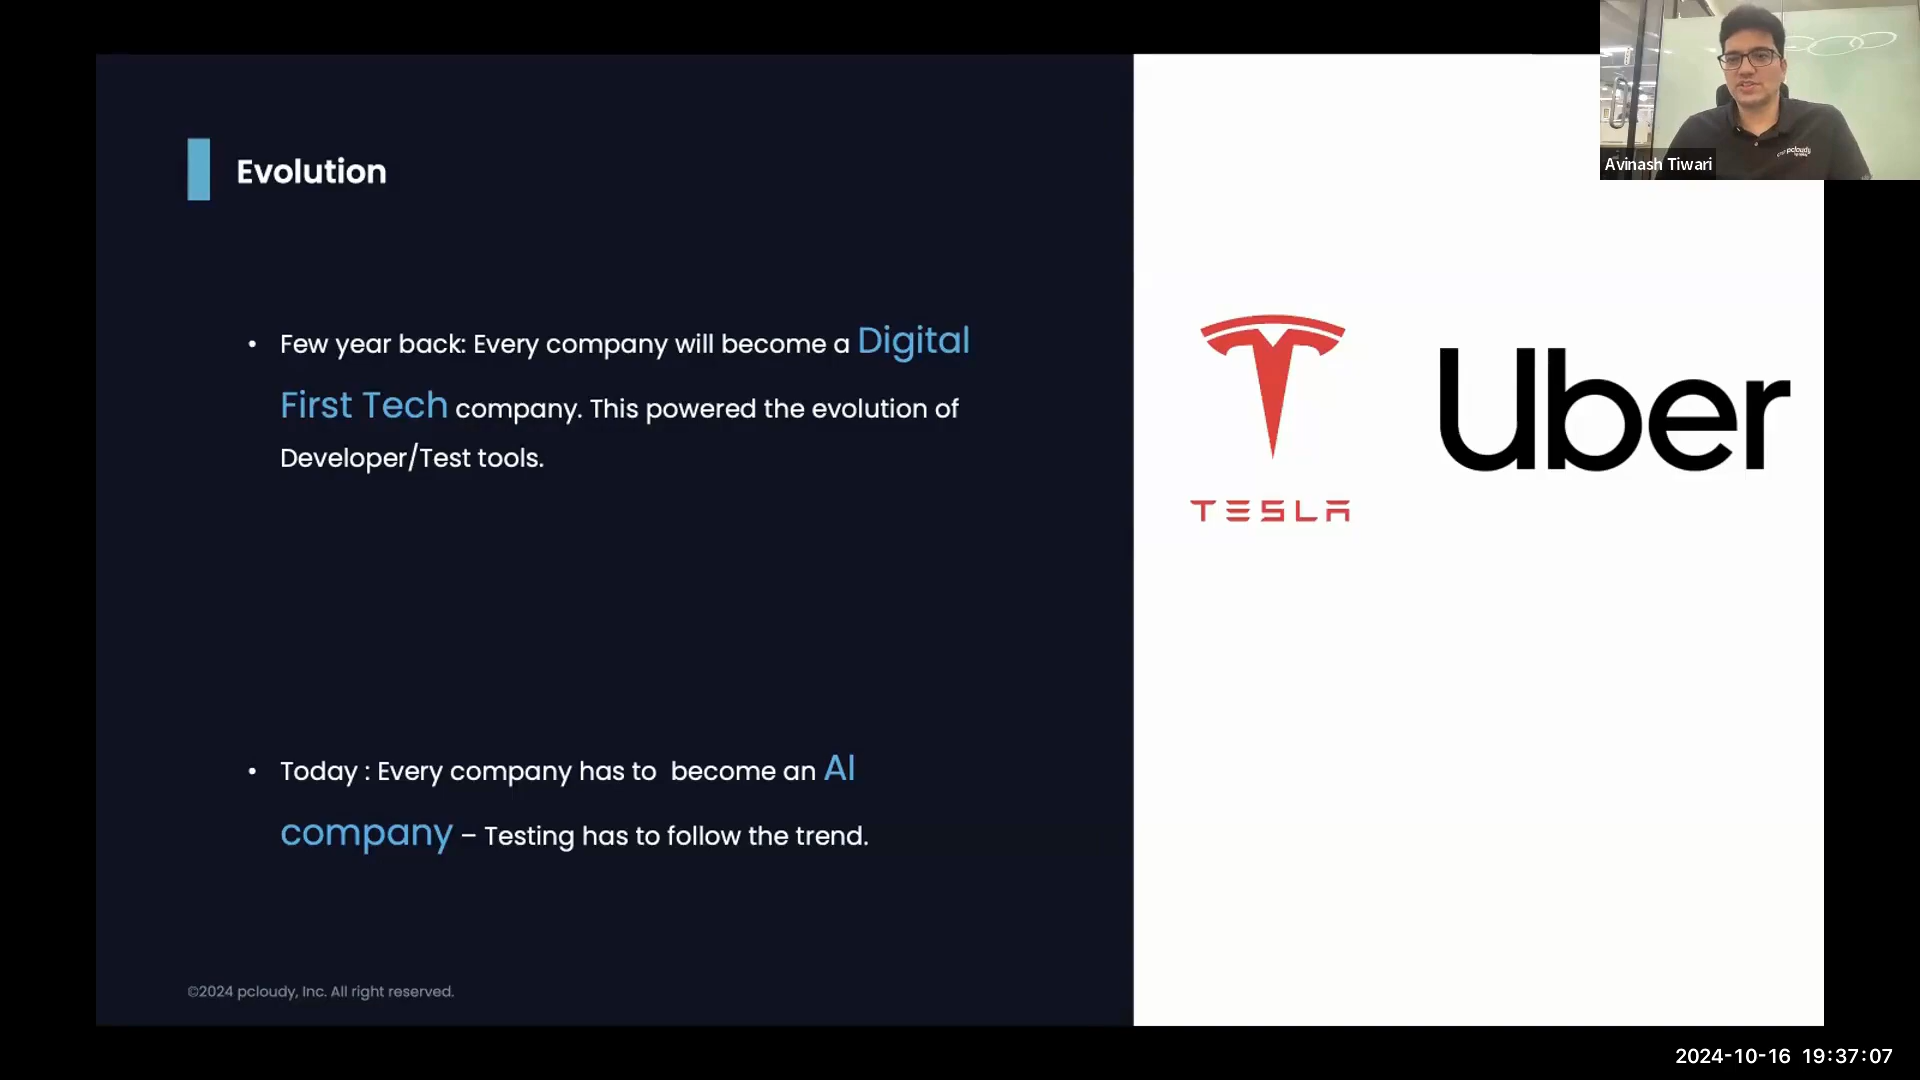 Evolution
• Few year back: Every company will become a Digital
First Tech company. This powered the evolution of
Developer/Test tools.
• Today : Every company has to  become an AI
company – Testing has to follow the trend.
©2024 pcloudy, Inc. All right reserved.
TESLA
Uber
pcloudy
Avinash Tiwari
2024-10-16 19:37:07